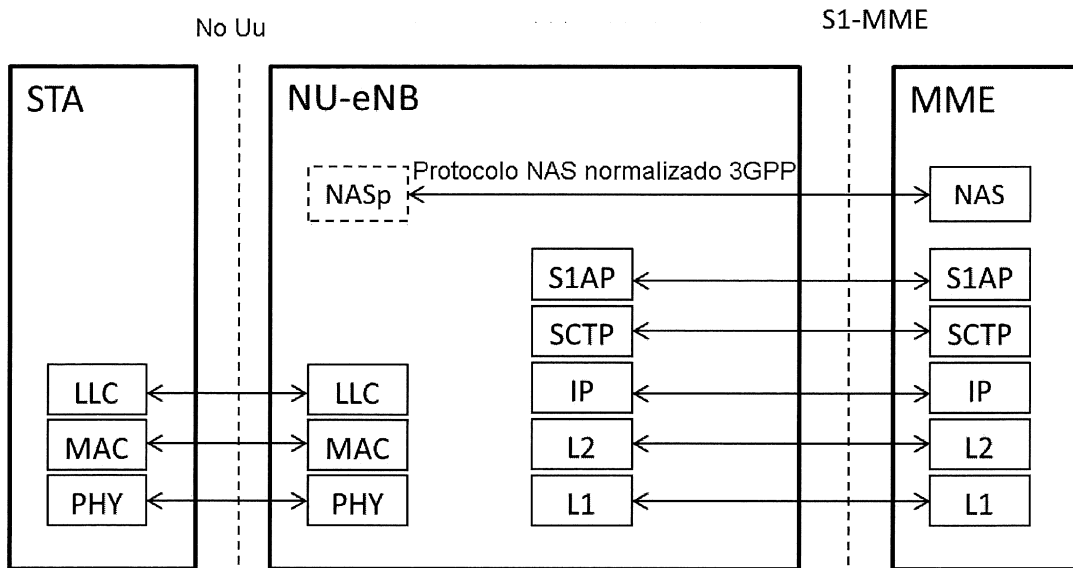 No Uu
S1-MME
STA
NU-eNB
MME
Protocolo NAS normalizado 3GPP
NASp
NAS
S1AP
S1AP
SCTP
SCTP
LLC
LLC
IP
IP
MAC
MAC
L2
L2
PHY
PHY
L1
L1